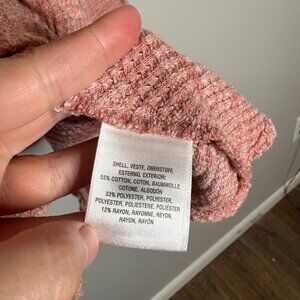 SHELL, VESTE, OBERSTOFF,
ESTERNO, EXTERIOR:
55% COTTON, COTON, BAUMWOLLE,
COTONE, ALGODÓN
33% POLYESTER, POLYESTER,
POLYESTER, POLIESTERE, POLIÉSTER
12% RAYON, RAYONNE, RAYON,
RAYON, RAYÓN